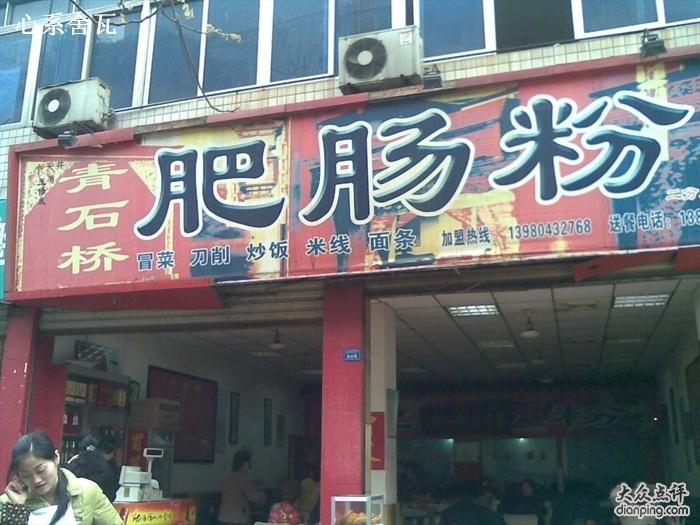 心系舍瓦
青石桥
肥肠粉
冒菜 刀削 炒饭 米线 面条 加盟热线 13980432768 送餐电话:
大众点评
dianping.com